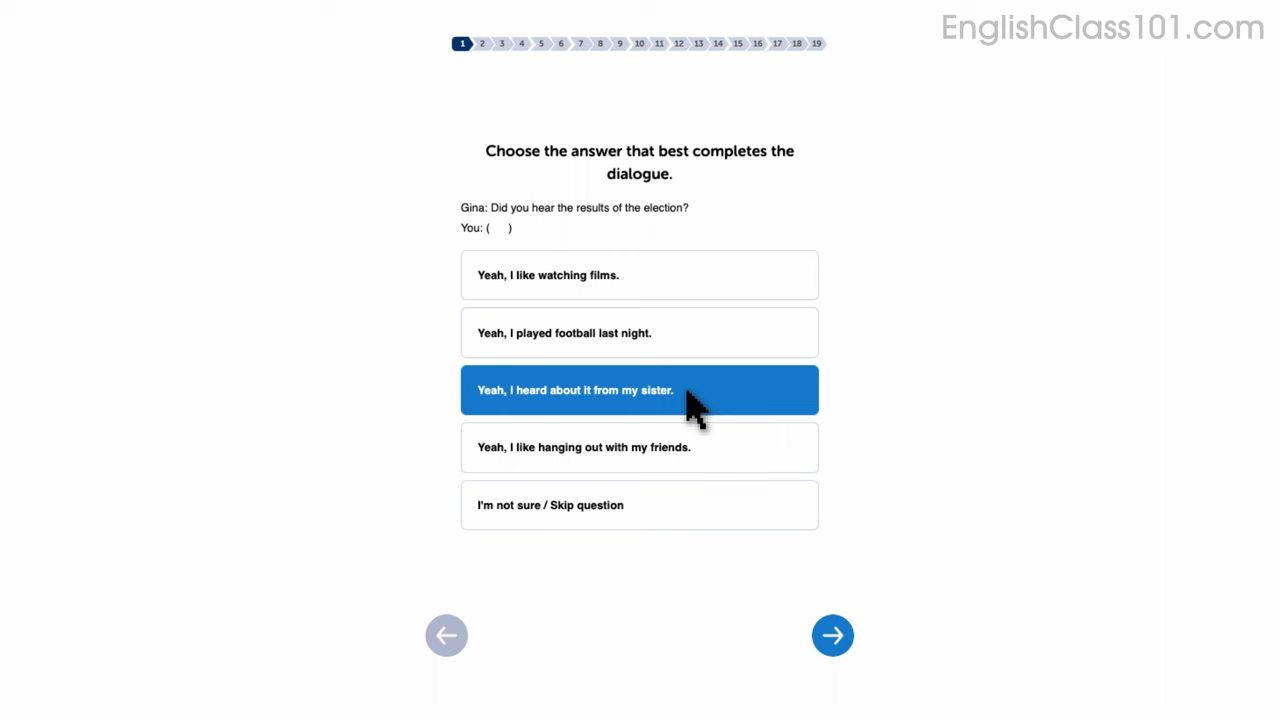 EnglishClass101.com
1 2 3 4 5 6 7 8 9 10 11 12 13 14 15 16 17 18 19
Choose the answer that best completes the
dialogue.
Gina: Did you hear the results of the election?
You: ( )
Yeah, I like watching films.
Yeah, I played football last night.
Yeah, I heard about it from my sister.
Yeah, I like hanging out with my friends.
I'm not sure / Skip question